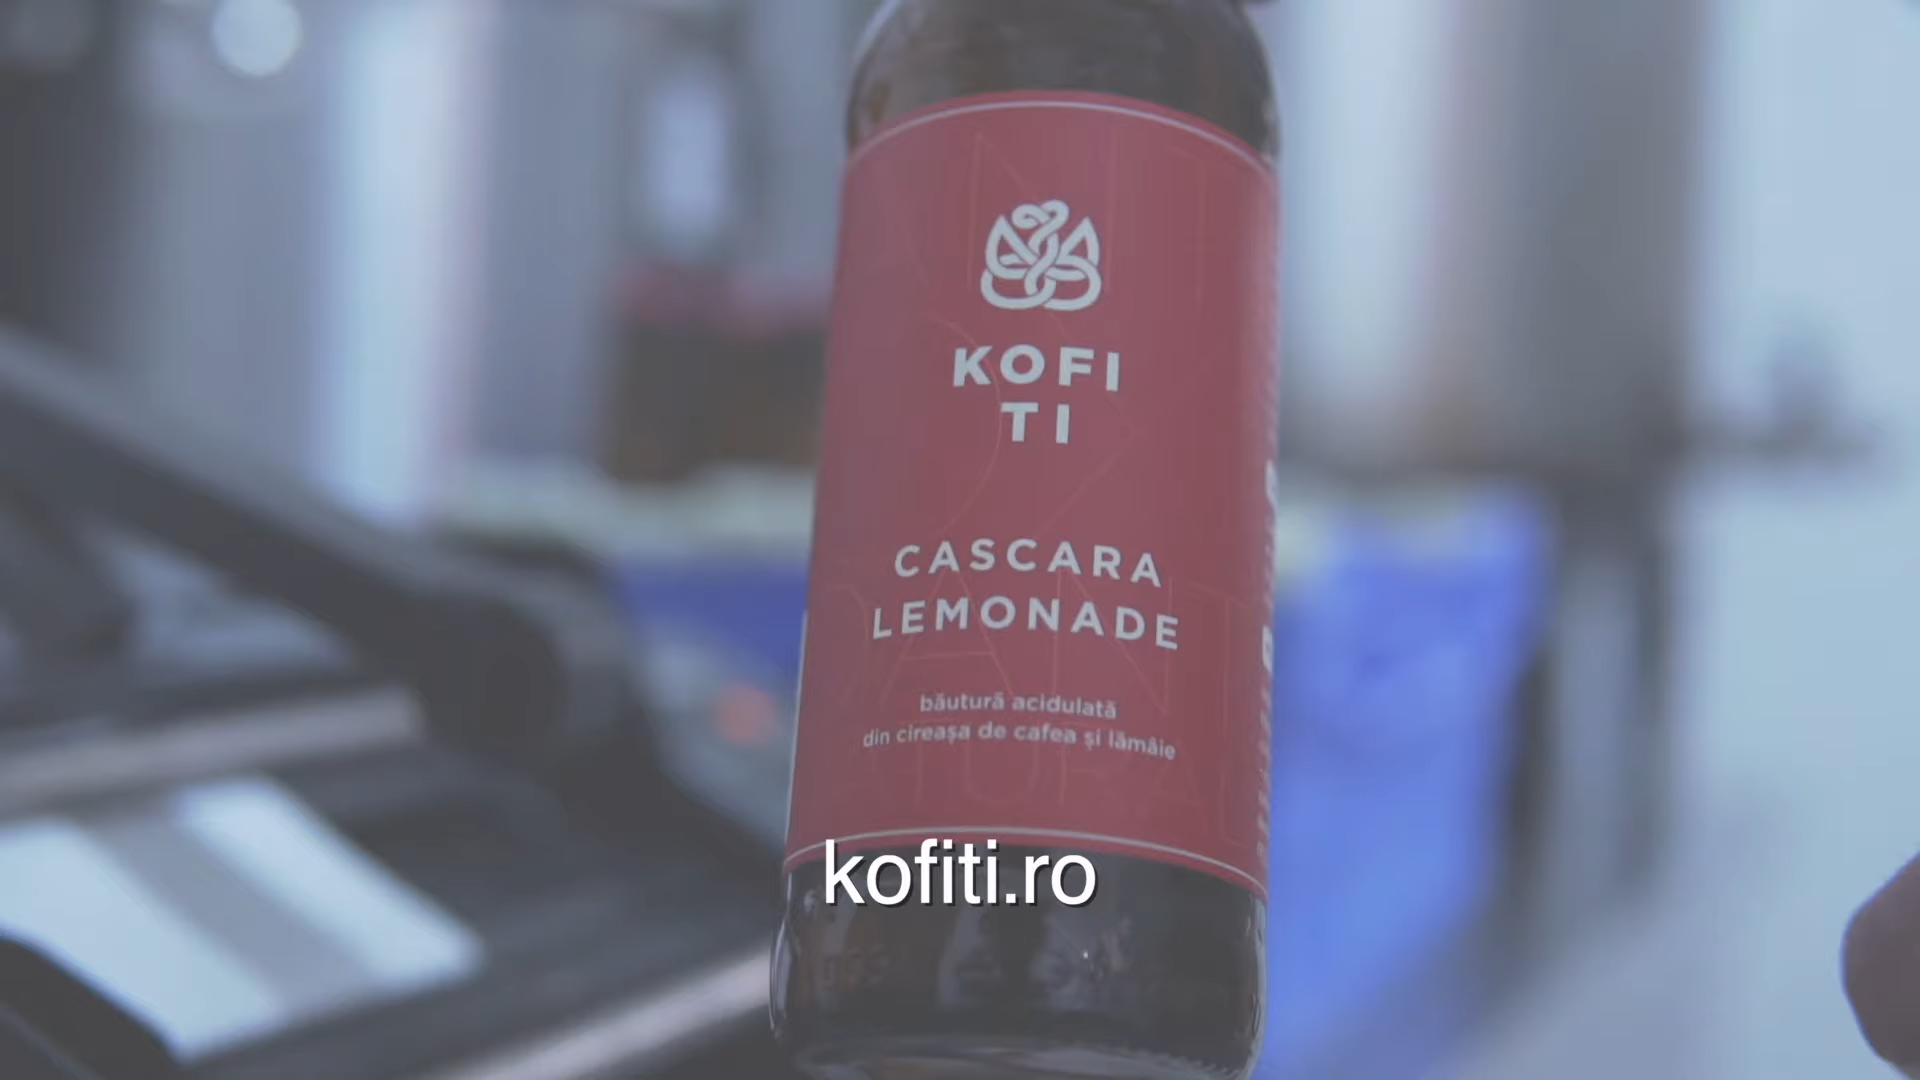 KOFI
TI
CASCARA
LEMONADE
băutură acidulată
din cireașa de cafea și lămâie
kofiti.ro